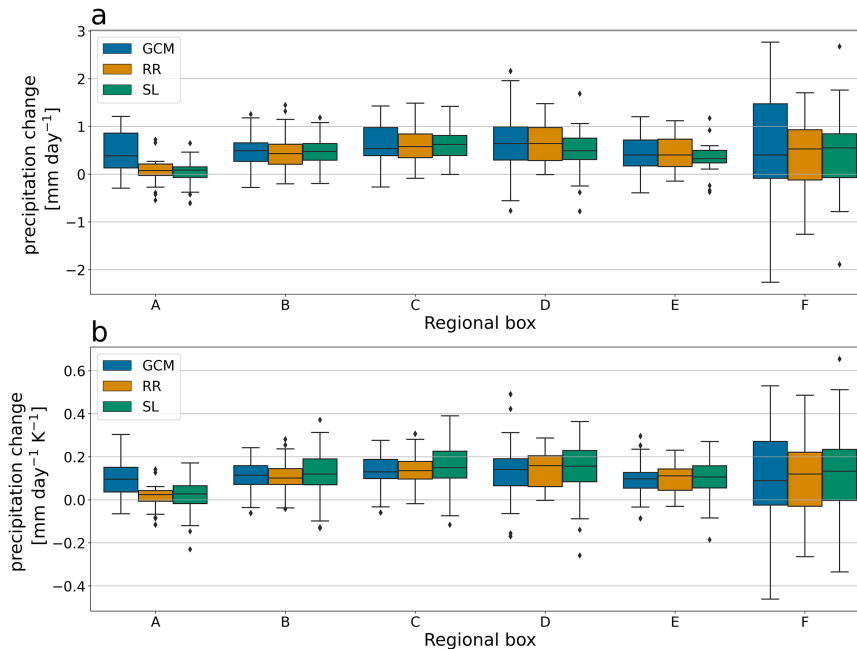 a
3
2
1
0
−1
−2
precipitation change
[mm day⁻¹]
GCM
RR
SL
A B C D E F
Regional box
b
0.6
0.4
0.2
0.0
−0.2
−0.4
precipitation change
[mm day⁻¹ K⁻¹]
GCM
RR
SL
A B C D E F
Regional box